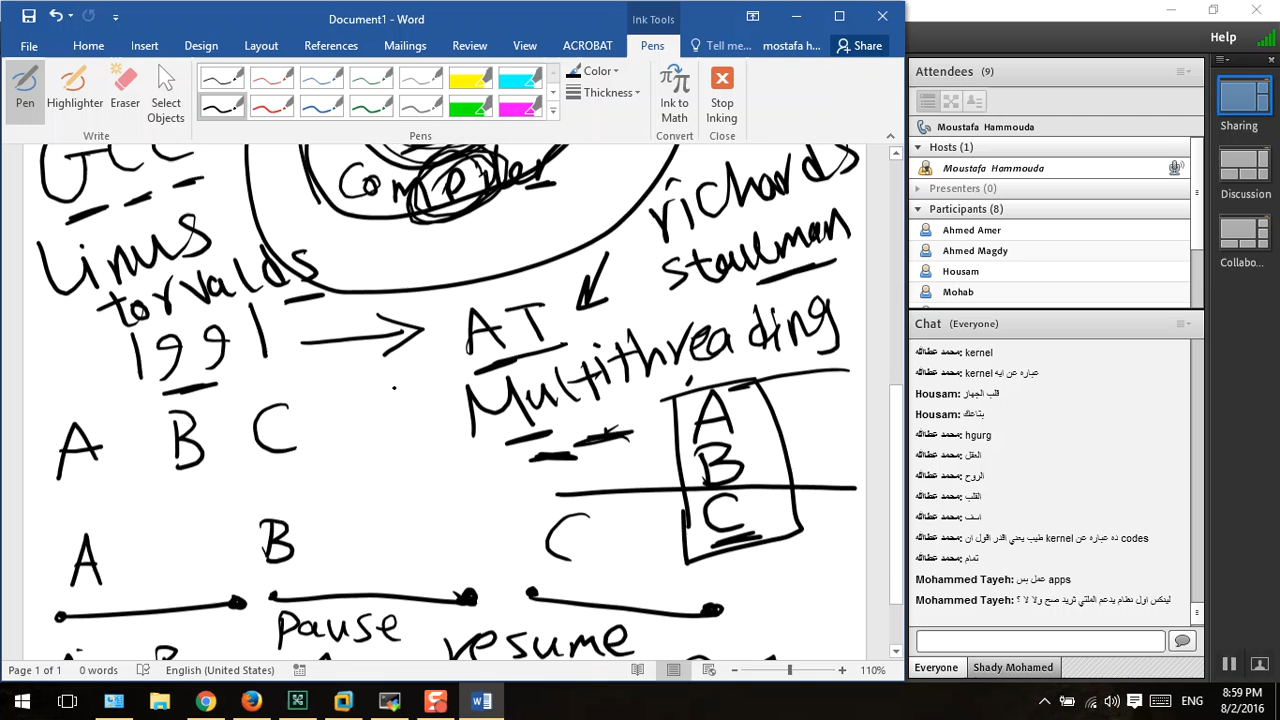 Document1 - Word
Ink Tools
File Home Insert Design Layout References Mailings Review View ACROBAT Pens Tell me... mostafa h... Share
Pen Highlighter Eraser Select Objects
Color
Thickness
Ink to Math
Stop Inking
Write Pens Convert Close
GCC
Compiler
richards
stallman
Linus
torvalds
1991
AT
Multithreading
A B C
A
B
C
A B C
pause resume
Page 1 of 1 0 words English (United States) 110%
Help
Attendees (9)
Moustafa Hammouda
Hosts (1)
Moustafa Hammouda
Presenters (0)
Participants (8)
Ahmed Amer
Ahmed Magdy
Housam
Mohab
Sharing
Discussion
Collabo...
Chat (Everyone)
محمد عطاالله: kernel
محمد عطاالله: kernel عباره عن ايه
Housam: قلب الجهاز
Housam: بتاعك
محمد عطاالله: hgurg
محمد عطاالله: العقل
محمد عطاالله: الروح
محمد عطاالله: القلب
محمد عطاالله: اسف
محمد عطاالله: ده عباره عن kernel طيب يعني اقدر اقول ان codes
محمد عطاالله: تمام
Mohammed Tayeh: عمل بس apps
Mohammed Tayeh: لينكس اول نظام يدعم الملتي ثريد صح ولا لا ؟
Everyone Shady Mohamed
ENG
8:59 PM
8/2/2016